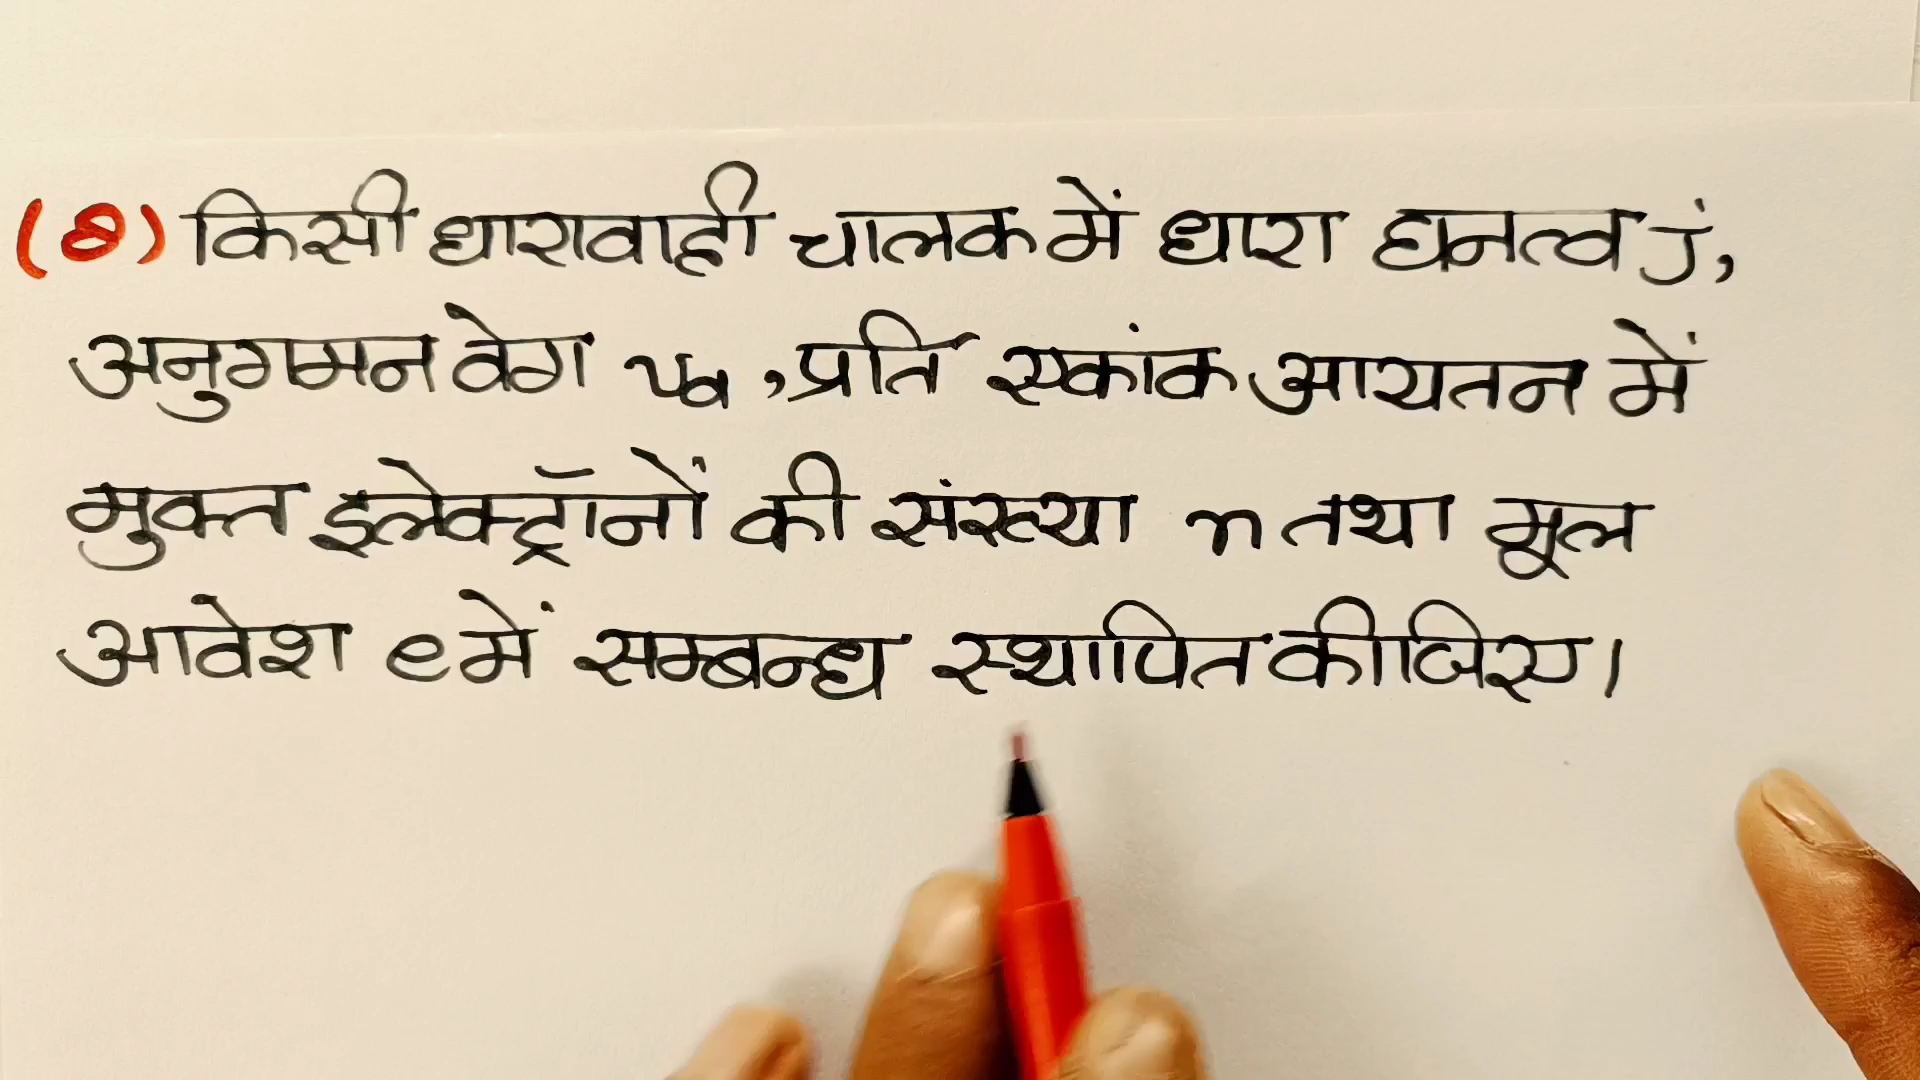 (8) किसी धारावाही चालक में धारा घनत्व j,
अनुगमन वेग vd, प्रति एकांक आयतन में
मुक्त इलेक्ट्रॉनों की संख्या n तथा मूल
आवेश e में सम्बन्ध स्थापित कीजिए।